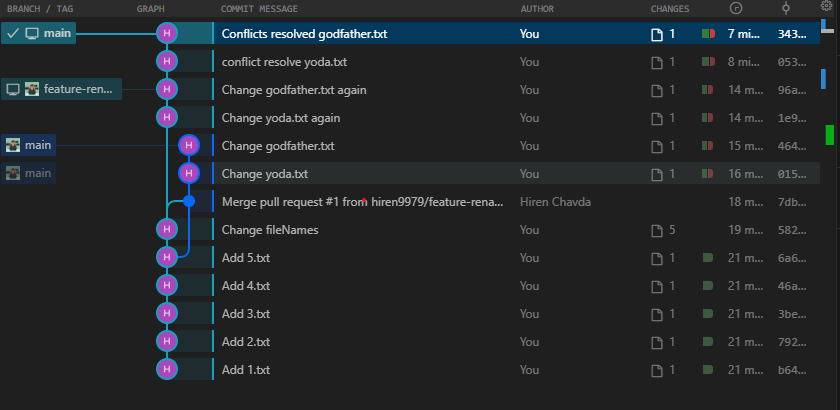 BRANCH / TAG GRAPH COMMIT MESSAGE AUTHOR CHANGES
main H Conflicts resolved godfather.txt You 1 7 mi... 343...
H conflict resolve yoda.txt You 1 8 mi... 053...
feature-ren... H Change godfather.txt again You 1 14 m... 96a...
H Change yoda.txt again You 1 14 m... 1e9...
main H Change godfather.txt You 1 15 m... 464...
main H Change yoda.txt You 1 16 m... 015...
Merge pull request #1 from hiren9979/feature-rena... Hiren Chavda 18 m... 7db...
H Change fileNames You 5 19 m... 582...
H Add 5.txt You 1 21 m... 6a6...
H Add 4.txt You 1 21 m... 46a...
H Add 3.txt You 1 21 m... 3be...
H Add 2.txt You 1 21 m... 792...
H Add 1.txt You 1 21 m... b64...